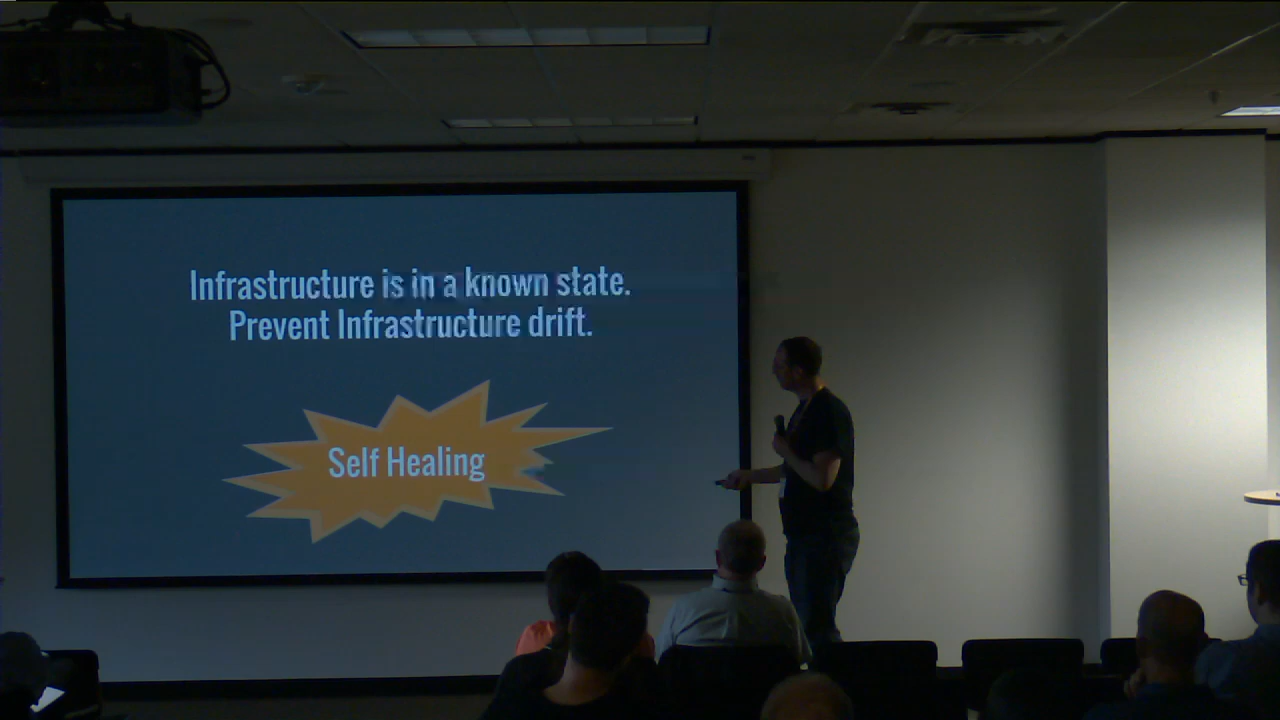 Infrastructure is in a known state.
Prevent Infrastructure drift.
Self Healing